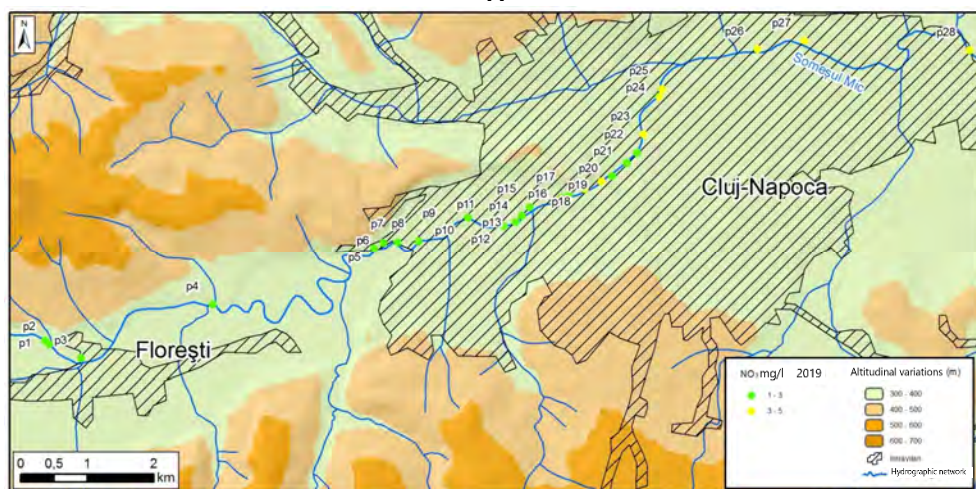 N
p1
p2
p3
p4
p5
p6
p7
p8
p9
p10
p11
p12
p13
p14
p15
p16
p17
p18
p19
p20
p21
p22
p23
p24
p25
p26
p27
p28
Someșul Mic
Cluj-Napoca
Florești
0 0,5 1 2
km
NO₃ mg/l 2019
1 - 3
3 - 5
Altitudinal variations (m)
300 - 400
400 - 500
500 - 600
600 - 700
Intravilan
Hydrographic network